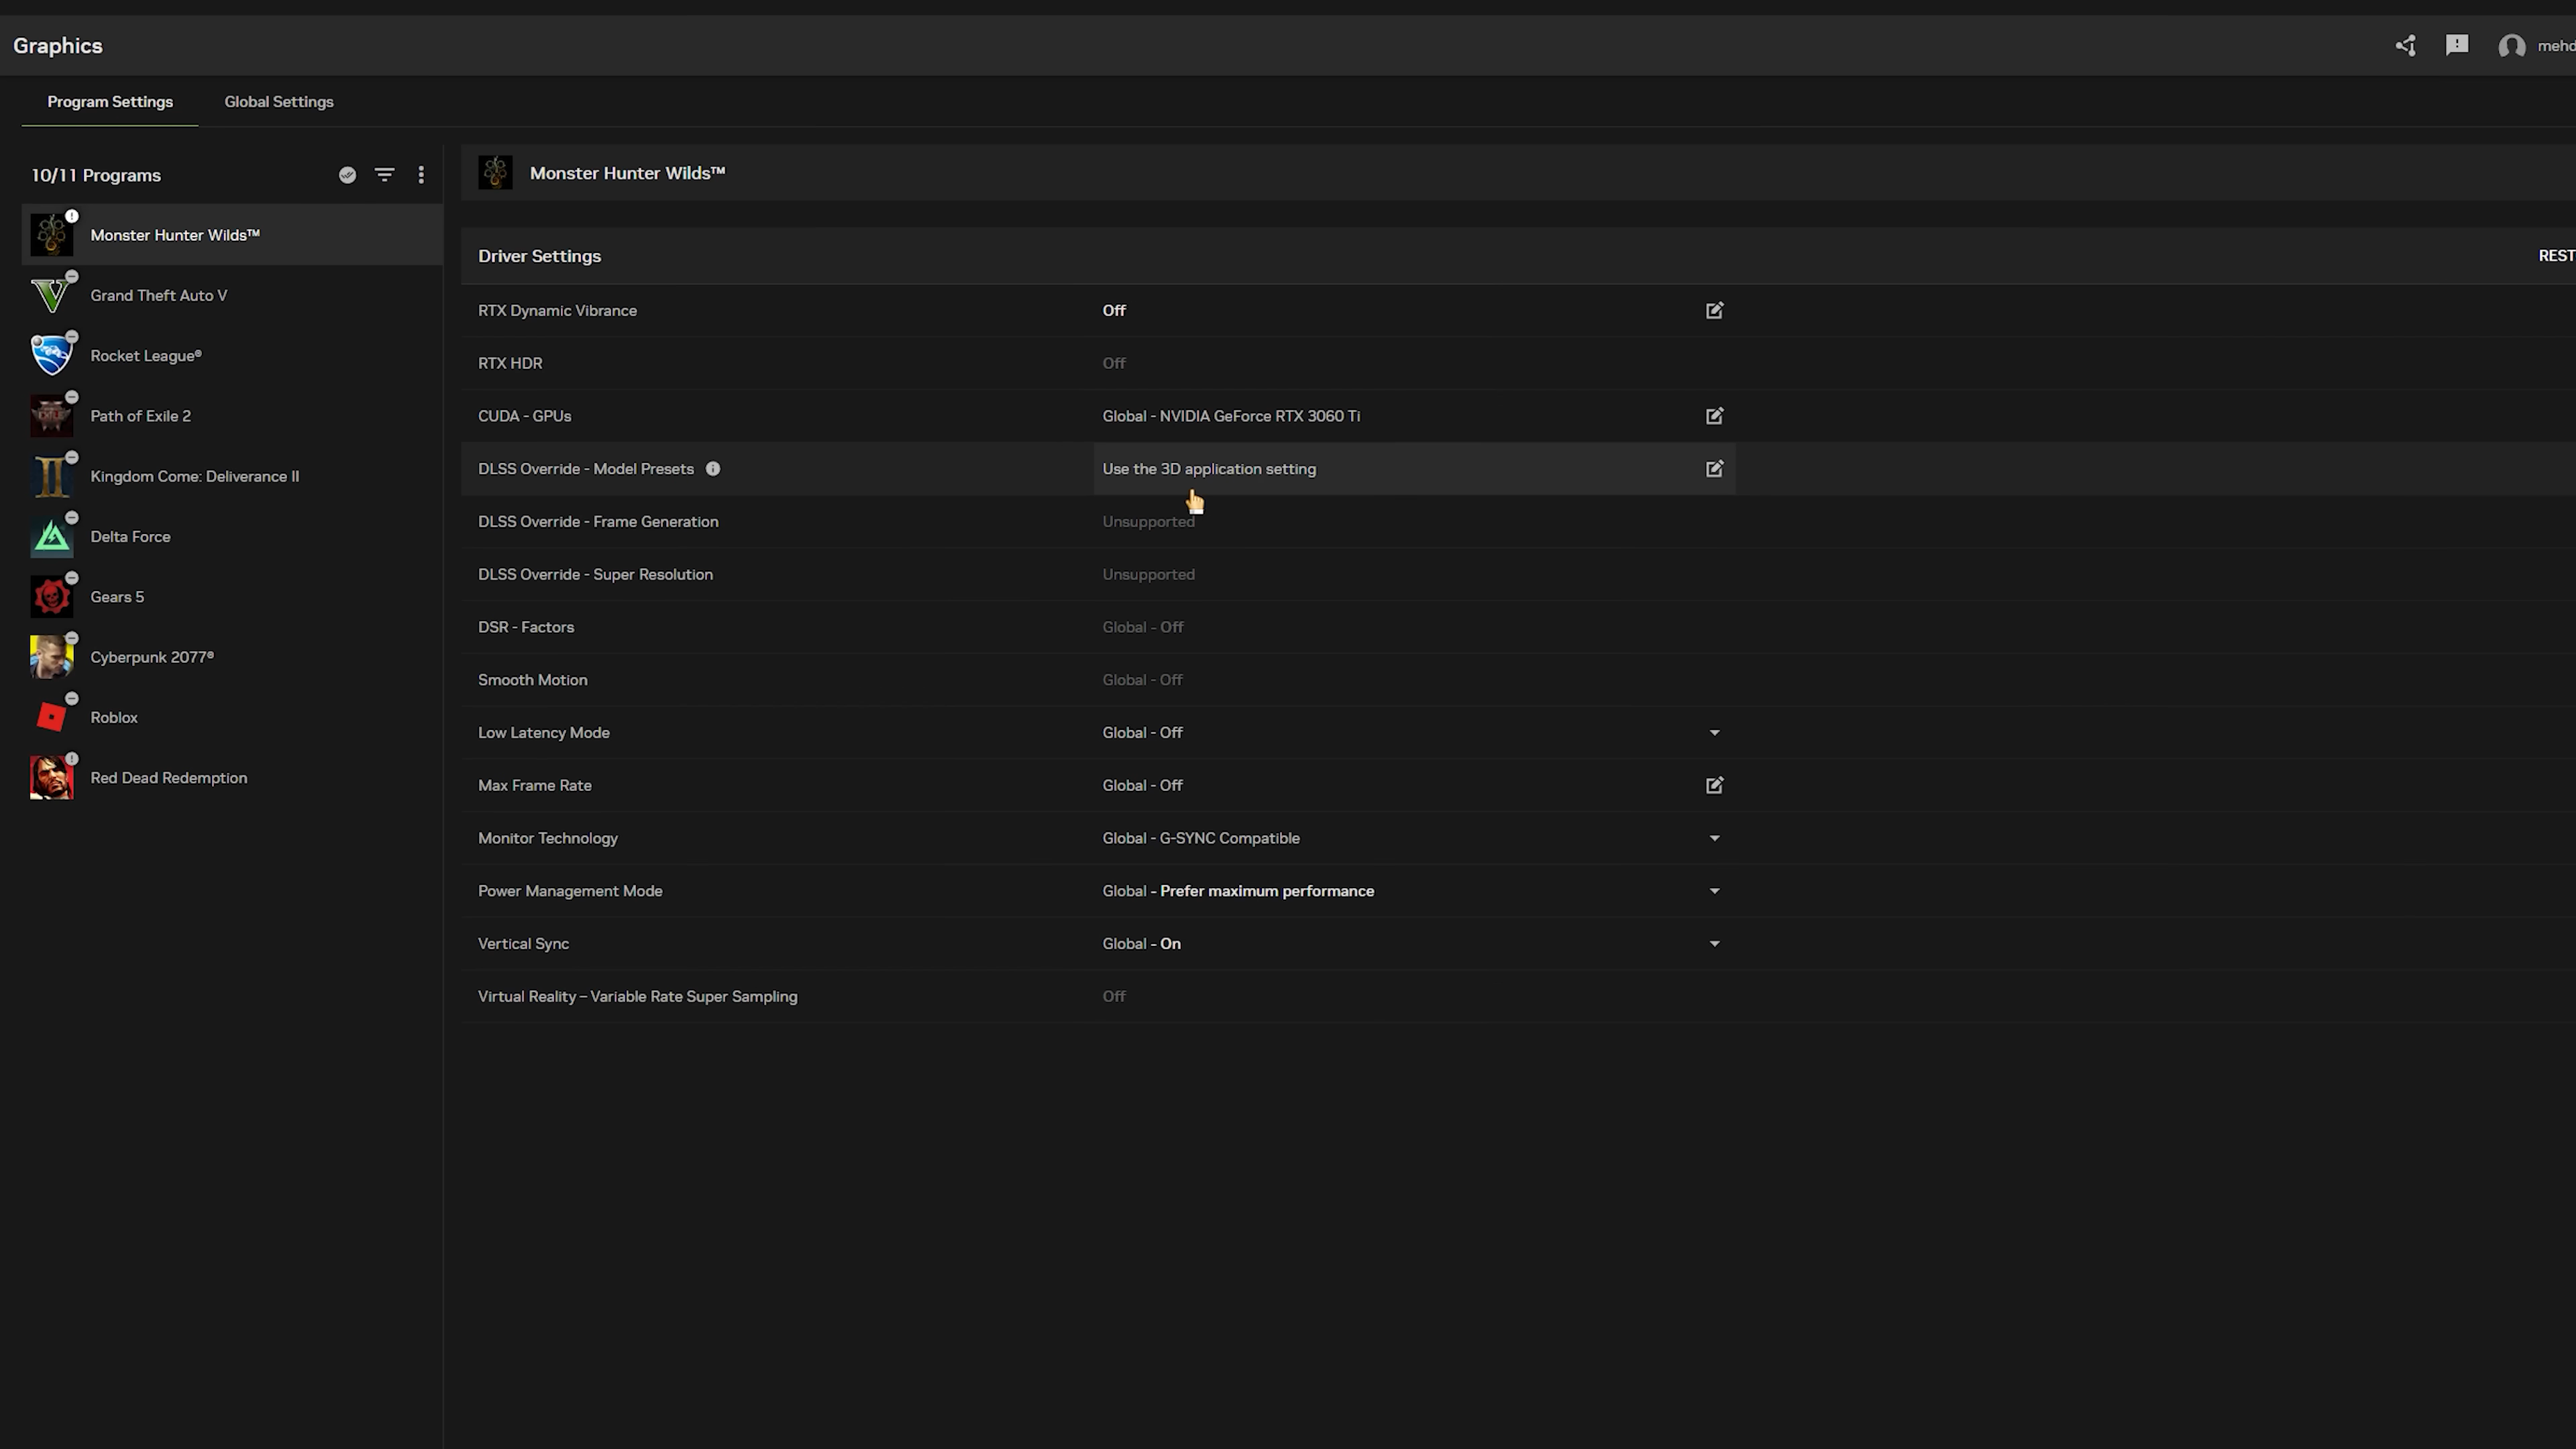 Graphics
mehd
Program Settings
Global Settings
10/11 Programs
Monster Hunter Wilds™
Grand Theft Auto V
Rocket League®
Path of Exile 2
Kingdom Come: Deliverance II
Delta Force
Gears 5
Cyberpunk 2077®
Roblox
Red Dead Redemption
Monster Hunter Wilds™
Driver Settings
REST
RTX Dynamic Vibrance Off
RTX HDR Off
CUDA - GPUs Global - NVIDIA GeForce RTX 3060 Ti
DLSS Override - Model Presets Use the 3D application setting
DLSS Override - Frame Generation Unsupported
DLSS Override - Super Resolution Unsupported
DSR - Factors Global - Off
Smooth Motion Global - Off
Low Latency Mode Global - Off
Max Frame Rate Global - Off
Monitor Technology Global - G-SYNC Compatible
Power Management Mode Global - Prefer maximum performance
Vertical Sync Global - On
Virtual Reality – Variable Rate Super Sampling Off